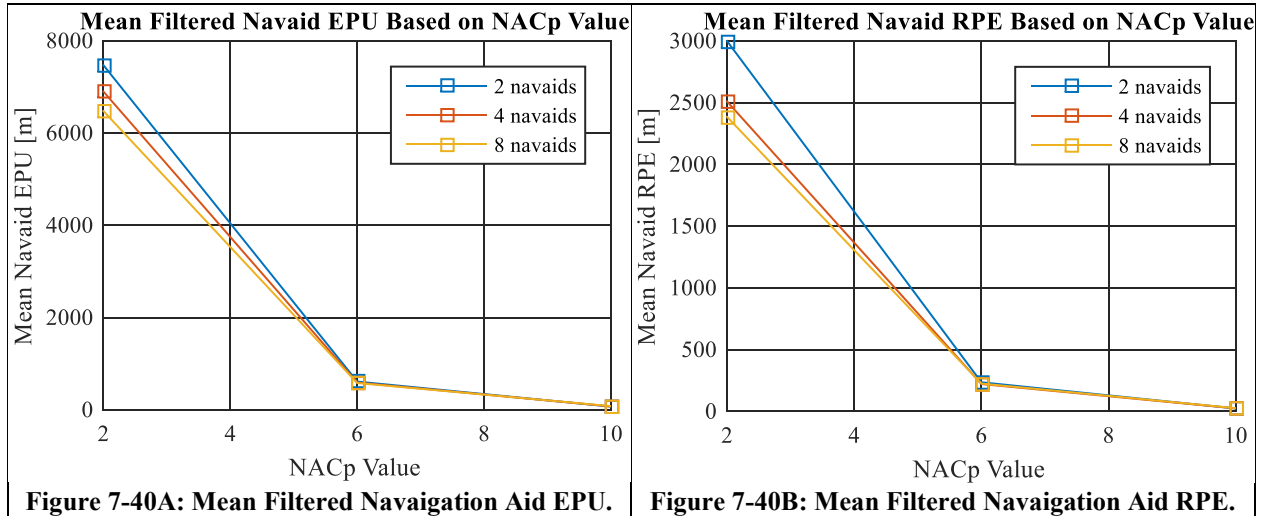 Mean Filtered Navaid EPU Based on NACp Value
8000
6000
4000
2000
0
Mean Navaid EPU [m]
2 navaids
4 navaids
8 navaids
2 4 6 8 10
NACp Value
Figure 7-40A: Mean Filtered Navaigation Aid EPU.
Mean Filtered Navaid RPE Based on NACp Value
3000
2500
2000
1500
1000
500
0
Mean Navaid RPE [m]
2 navaids
4 navaids
8 navaids
2 4 6 8 10
NACp Value
Figure 7-40B: Mean Filtered Navaigation Aid RPE.